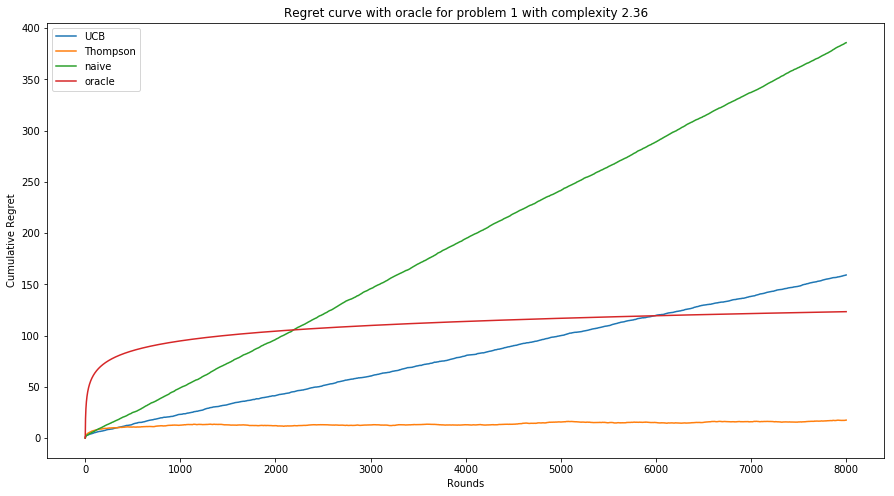 Regret curve with oracle for problem 1 with complexity 2.36
UCB
Thompson
naive
oracle
Cumulative Regret
400
350
300
250
200
150
100
50
0
0 1000 2000 3000 4000 5000 6000 7000 8000
Rounds